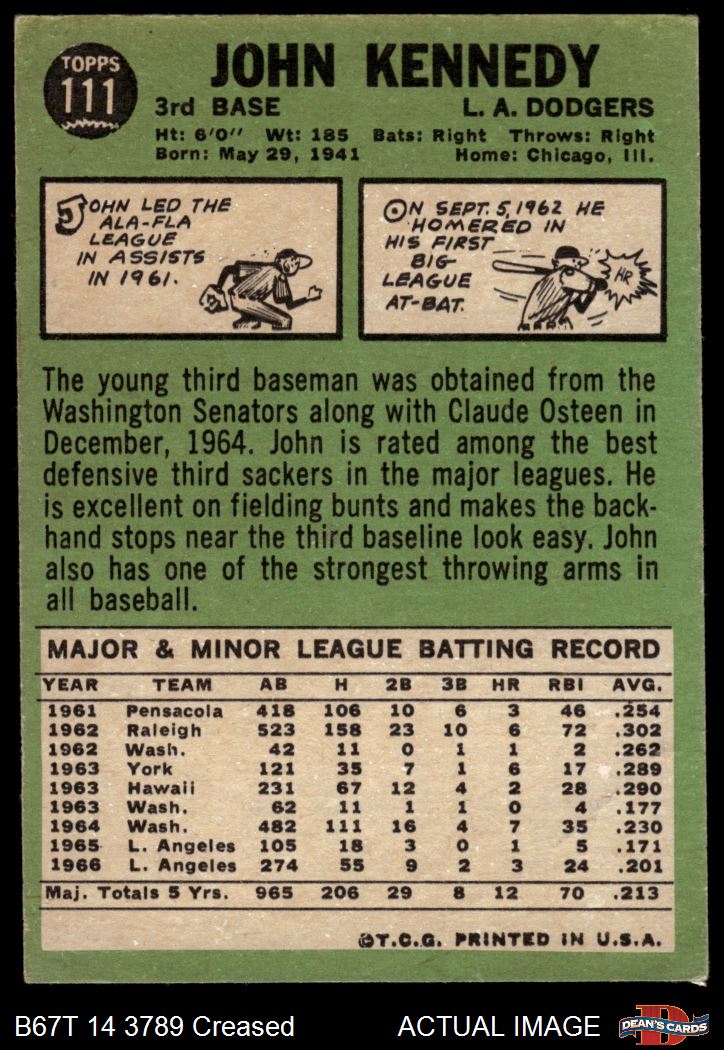 TOPPS
111
JOHN KENNEDY
3rd BASE L. A. DODGERS
Ht: 6'0" Wt: 185 Bats: Right Throws: Right
Born: May 29, 1941 Home: Chicago, Ill.
JOHN LED THE
ALA-FLA
LEAGUE
IN ASSISTS
IN 1961.
ON SEPT. 5, 1962 HE
HOMERED IN
HIS FIRST
BIG-
LEAGUE
AT-BAT.
HR
The young third baseman was obtained from the
Washington Senators along with Claude Osteen in
December, 1964. John is rated among the best
defensive third sackers in the major leagues. He
is excellent on fielding bunts and makes the back-
hand stops near the third baseline look easy. John
also has one of the strongest throwing arms in
all baseball.
MAJOR & MINOR LEAGUE BATTING RECORD
YEAR TEAM AB H 2B 3B HR RBI AVG.
1961 Pensacola 418 106 10 6 3 46 .254
1962 Raleigh 523 158 23 10 6 72 .302
1962 Wash. 42 11 0 1 1 2 .262
1963 York 121 35 7 1 6 17 .289
1963 Hawaii 231 67 12 4 2 28 .290
1963 Wash. 62 11 1 1 0 4 .177
1964 Wash. 482 111 16 4 7 35 .230
1965 L. Angeles 105 18 3 0 1 5 .171
1966 L. Angeles 274 55 9 2 3 24 .201
Maj. Totals 5 Yrs. 965 206 29 8 12 70 .213
©T.C.G. PRINTED IN U.S.A.
B67T 14 3789 Creased ACTUAL IMAGE
D
DEAN'S CARDS